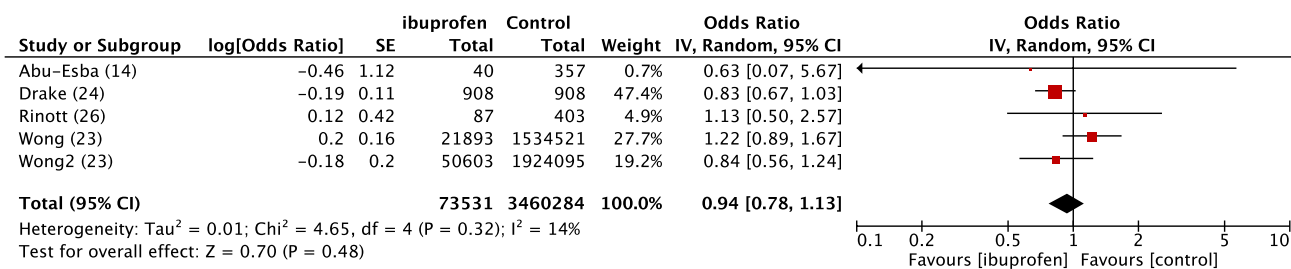 ibuprofen Control Odds Ratio Odds Ratio
Study or Subgroup log[Odds Ratio] SE Total Total Weight IV, Random, 95% CI IV, Random, 95% CI
Abu-Esba (14) −0.46 1.12 40 357 0.7% 0.63 [0.07, 5.67]
Drake (24) −0.19 0.11 908 908 47.4% 0.83 [0.67, 1.03]
Rinott (26) 0.12 0.42 87 403 4.9% 1.13 [0.50, 2.57]
Wong (23) 0.2 0.16 21893 1534521 27.7% 1.22 [0.89, 1.67]
Wong2 (23) −0.18 0.2 50603 1924095 19.2% 0.84 [0.56, 1.24]
Total (95% CI) 73531 3460284 100.0% 0.94 [0.78, 1.13]
Heterogeneity: Tau² = 0.01; Chi² = 4.65, df = 4 (P = 0.32); I² = 14%
Test for overall effect: Z = 0.70 (P = 0.48)
0.1 0.2 0.5 1 2 5 10
Favours [ibuprofen] Favours [control]